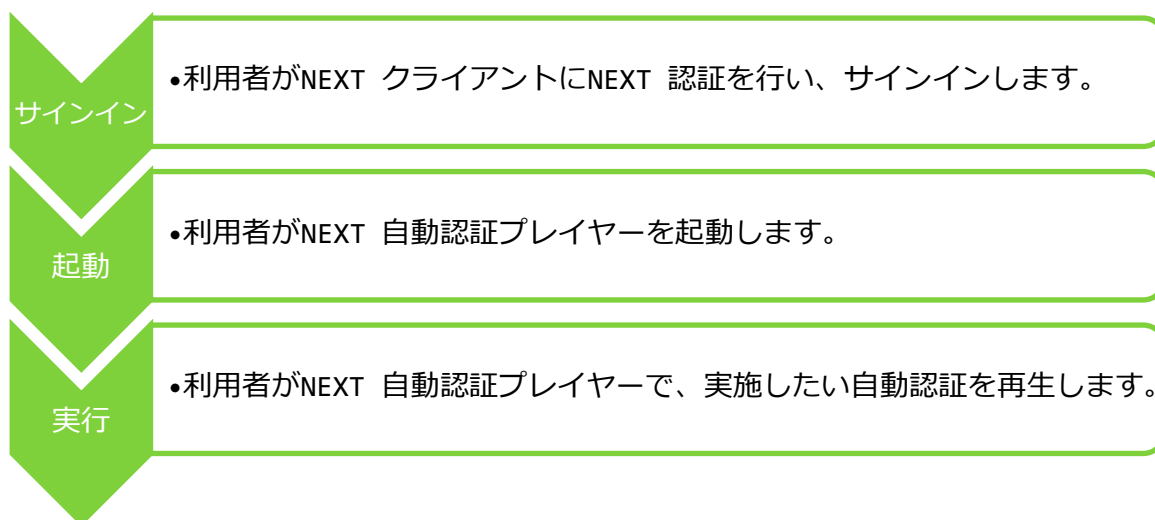 サインイン
•利用者がNEXT クライアントにNEXT 認証を行い、サインインします。
起動
•利用者がNEXT 自動認証プレイヤーを起動します。
実行
•利用者がNEXT 自動認証プレイヤーで、実施したい自動認証を再生します。